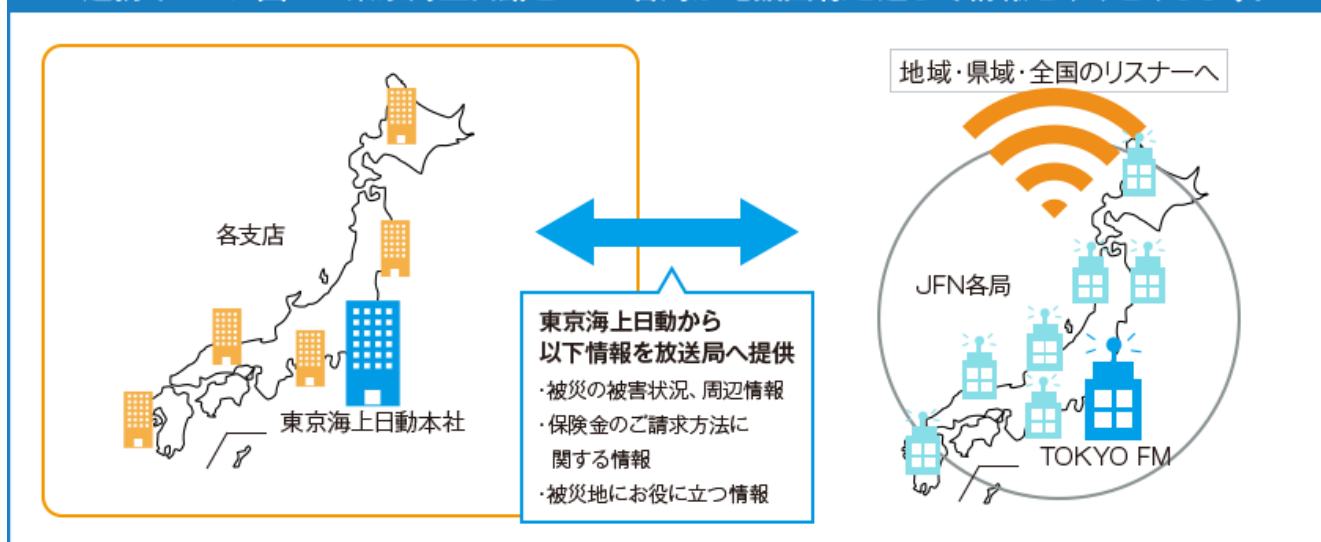 地域・県域・全国のリスナーへ
各支店
東京海上日動本社
東京海上日動から
以下情報を放送局へ提供
・被災の被害状況、周辺情報
・保険金のご請求方法に
関する情報
・被災地にお役に立つ情報
JFN各局
TOKYO FM